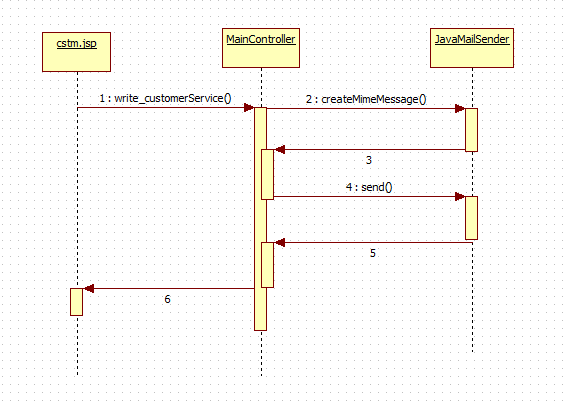 cstm.jsp
MainController
JavaMailSender
1 : write_customerService()
2 : createMimeMessage()
3
4 : send()
5
6